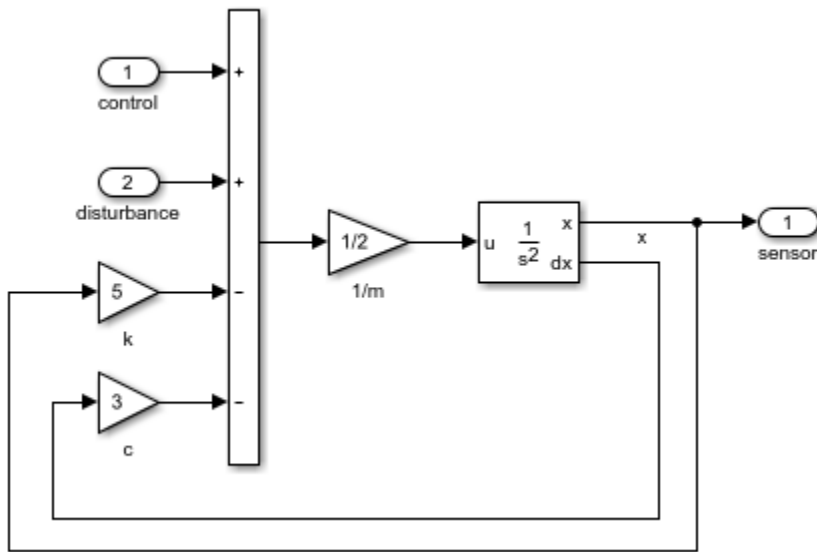 1
+
control
2
+
disturbance
1/2
1/m
u
1
s2
x
dx
x
1
sensor
5
−
k
3
−
c